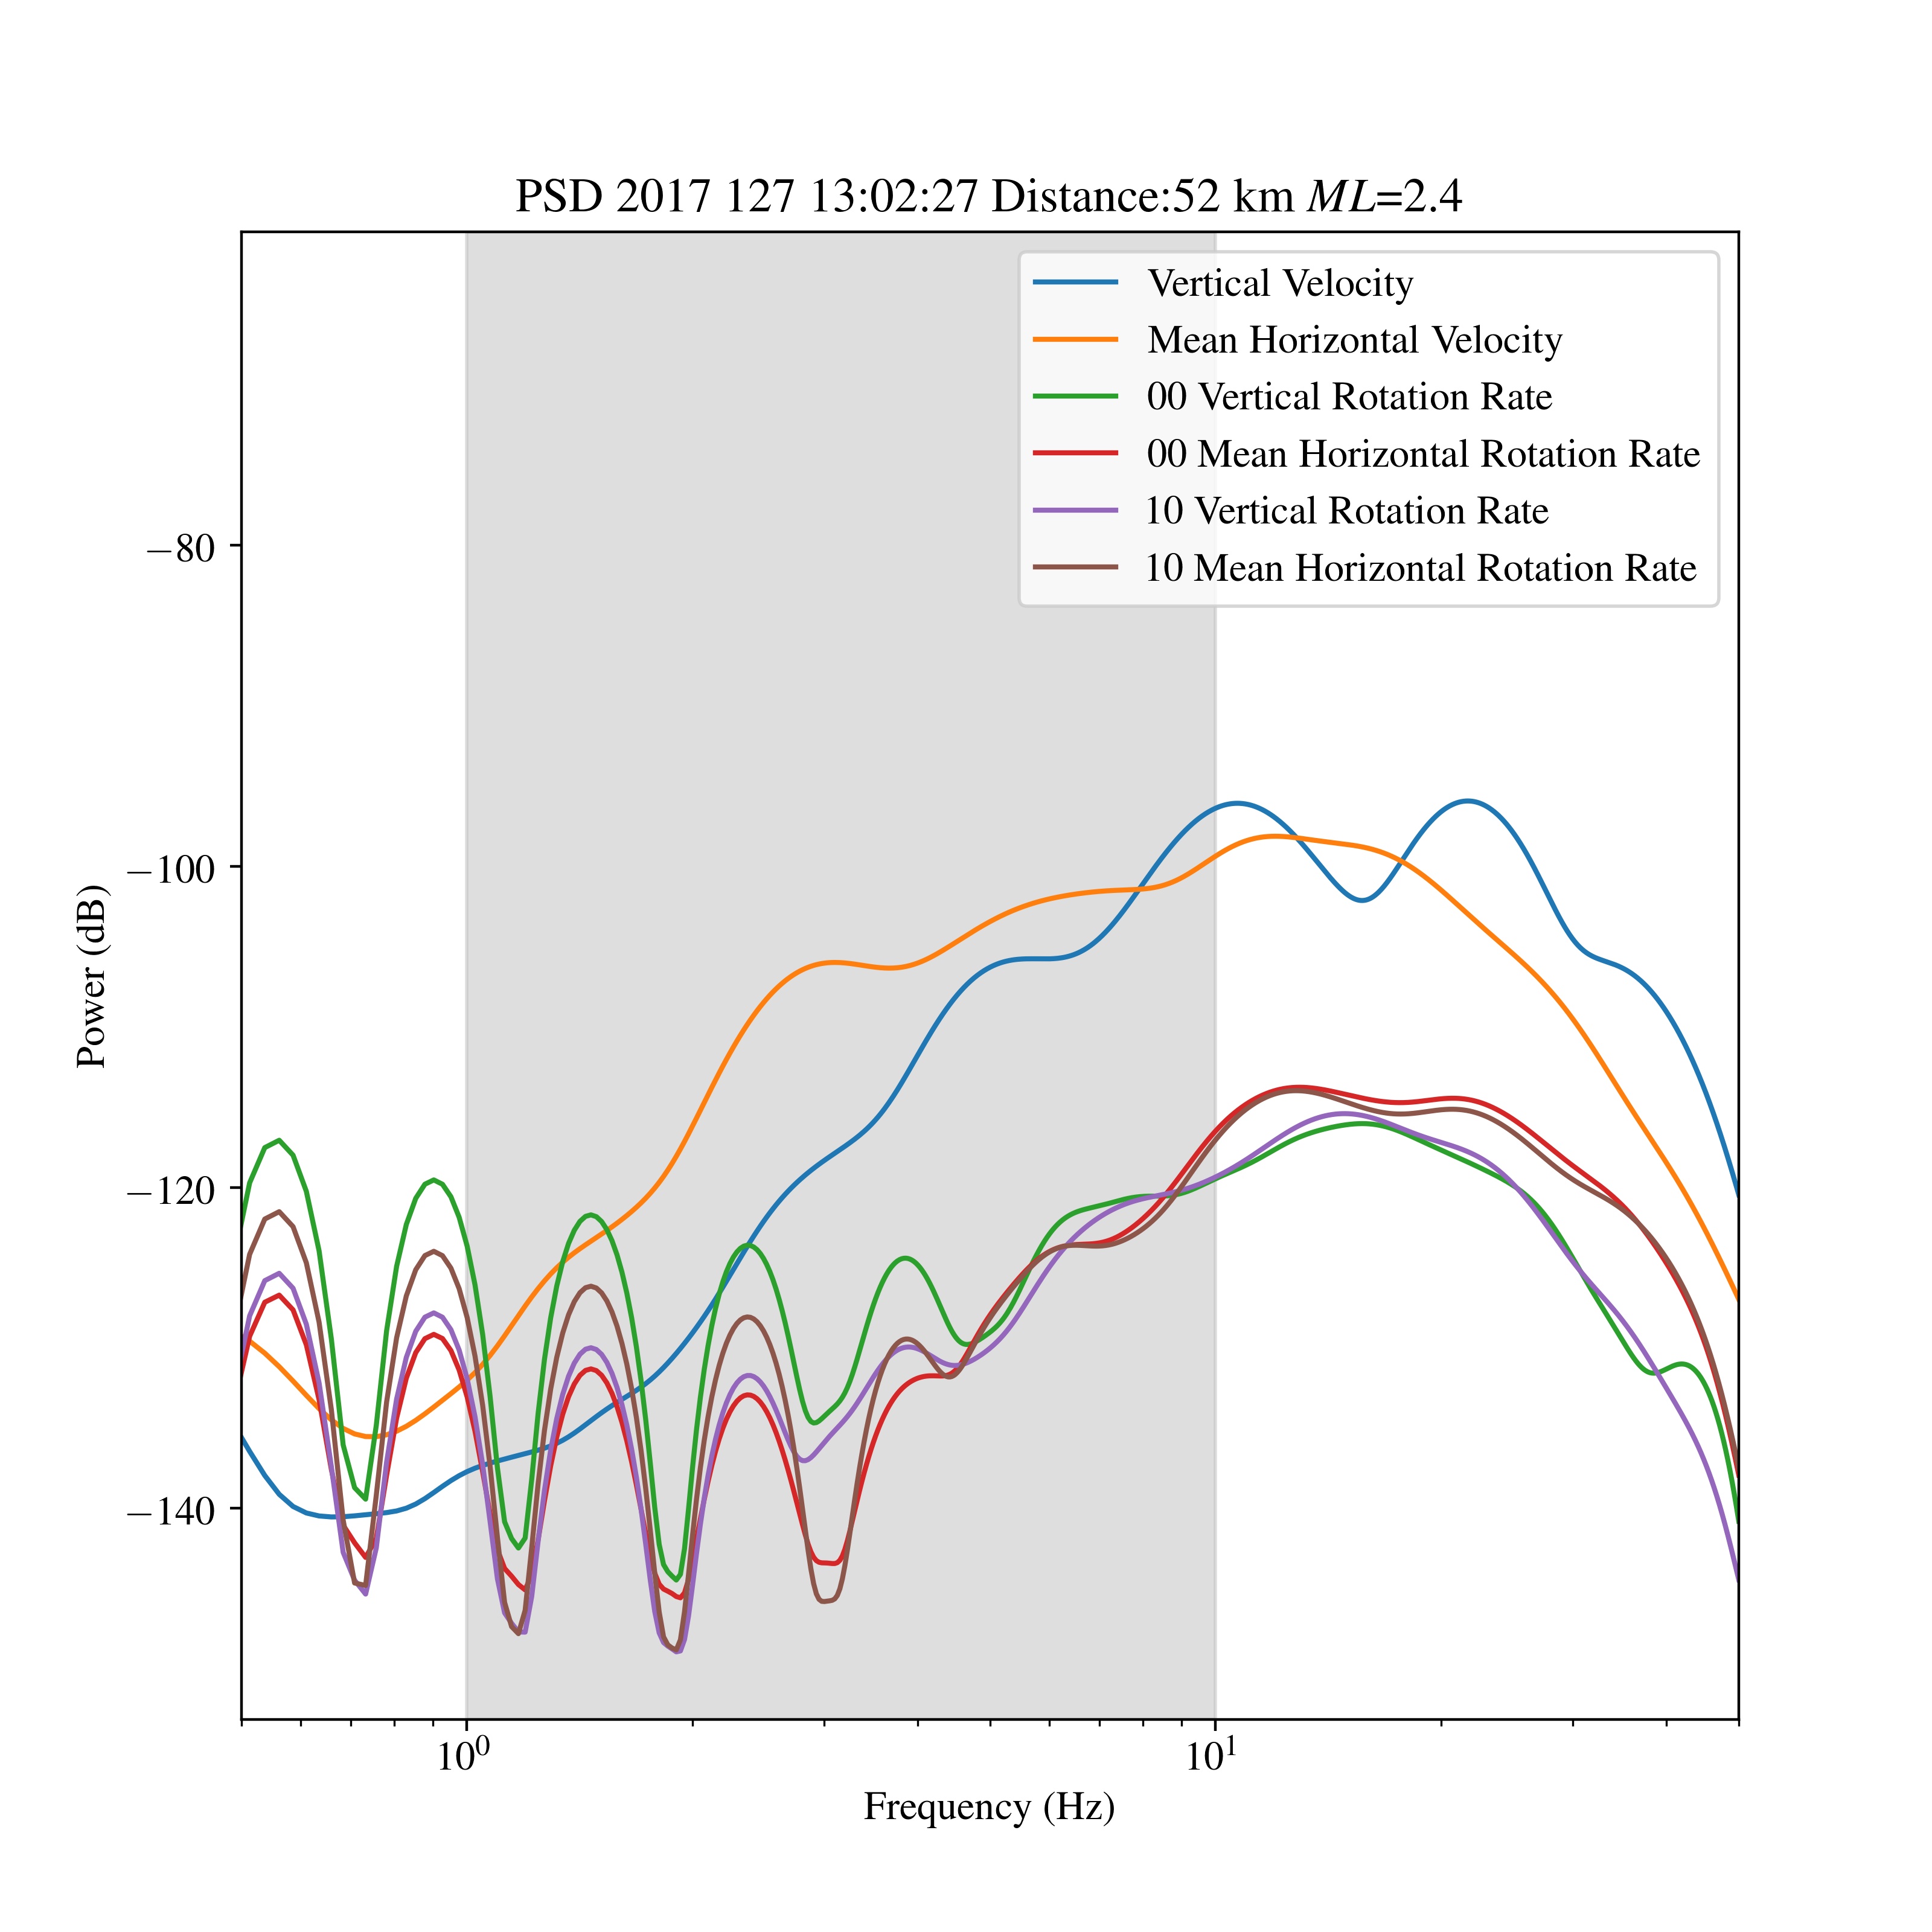 PSD 2017 127 13:02:27 Distance:52 km ML=2.4
Vertical Velocity
Mean Horizontal Velocity
00 Vertical Rotation Rate
00 Mean Horizontal Rotation Rate
10 Vertical Rotation Rate
10 Mean Horizontal Rotation Rate
−80
−100
−120
−140
Power (dB)
10⁰
10¹
Frequency (Hz)